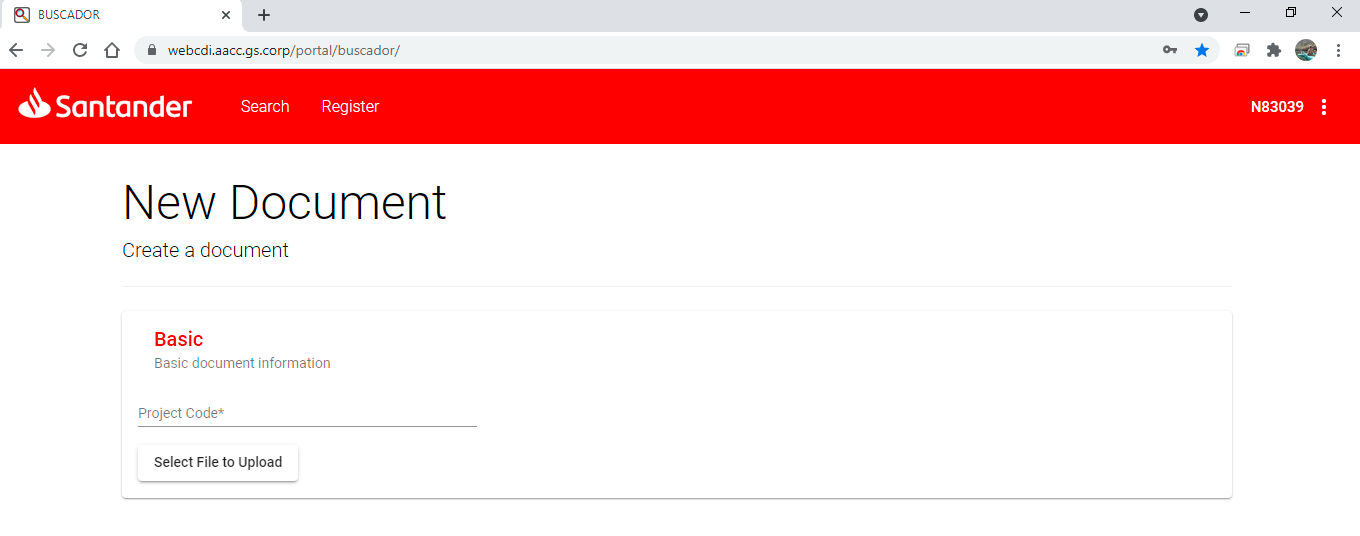 BUSCADOR
webcdi.aacc.gs.corp/portal/buscador/
Santander Search Register N83039
New Document
Create a document
Basic
Basic document information
Project Code*
Select File to Upload